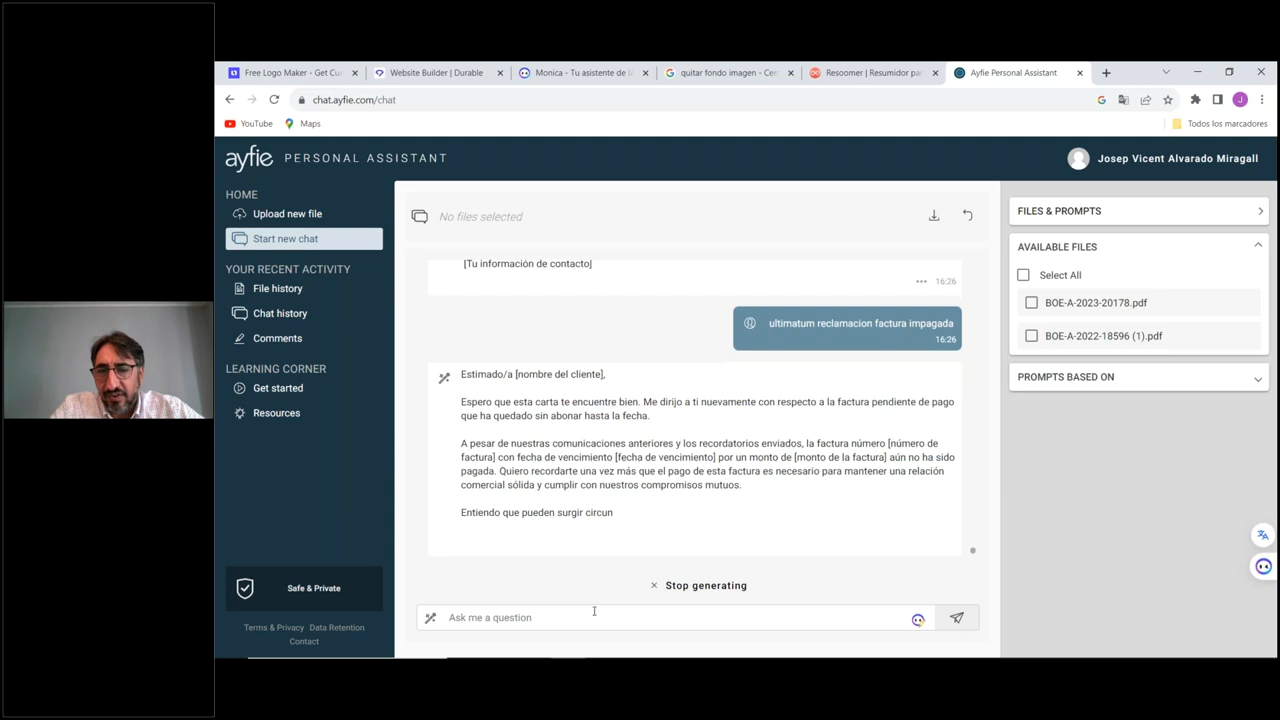 Free Logo Maker - Get Cus
Website Builder | Durable
Monica - Tu asistente de
quitar fondo imagen - Cer
Resoomer | Resumidor pa
Ayfie Personal Assistant
chat.ayfie.com/chat
YouTube
Maps
Todos los marcadores
ayfie PERSONAL ASSISTANT
Josep Vicent Alvarado Miragall
HOME
Upload new file
Start new chat
YOUR RECENT ACTIVITY
File history
Chat history
Comments
LEARNING CORNER
Get started
Resources
Safe & Private
Terms & Privacy Data Retention
Contact
No files selected
[Tu información de contacto]
16:26
ultimatum reclamacion factura impagada
16:26
Estimado/a [nombre del cliente],
Espero que esta carta te encuentre bien. Me dirijo a ti nuevamente con respecto a la factura pendiente de pago
que ha quedado sin abonar hasta la fecha.
A pesar de nuestras comunicaciones anteriores y los recordatorios enviados, la factura número [número de
factura] con fecha de vencimiento [fecha de vencimiento] por un monto de [monto de la factura] aún no ha sido
pagada. Quiero recordarte una vez más que el pago de esta factura es necesario para mantener una relación
comercial sólida y cumplir con nuestros compromisos mutuos.
Entiendo que pueden surgir circun
Stop generating
Ask me a question
FILES & PROMPTS
AVAILABLE FILES
Select All
BOE-A-2023-20178.pdf
BOE-A-2022-18596 (1).pdf
PROMPTS BASED ON